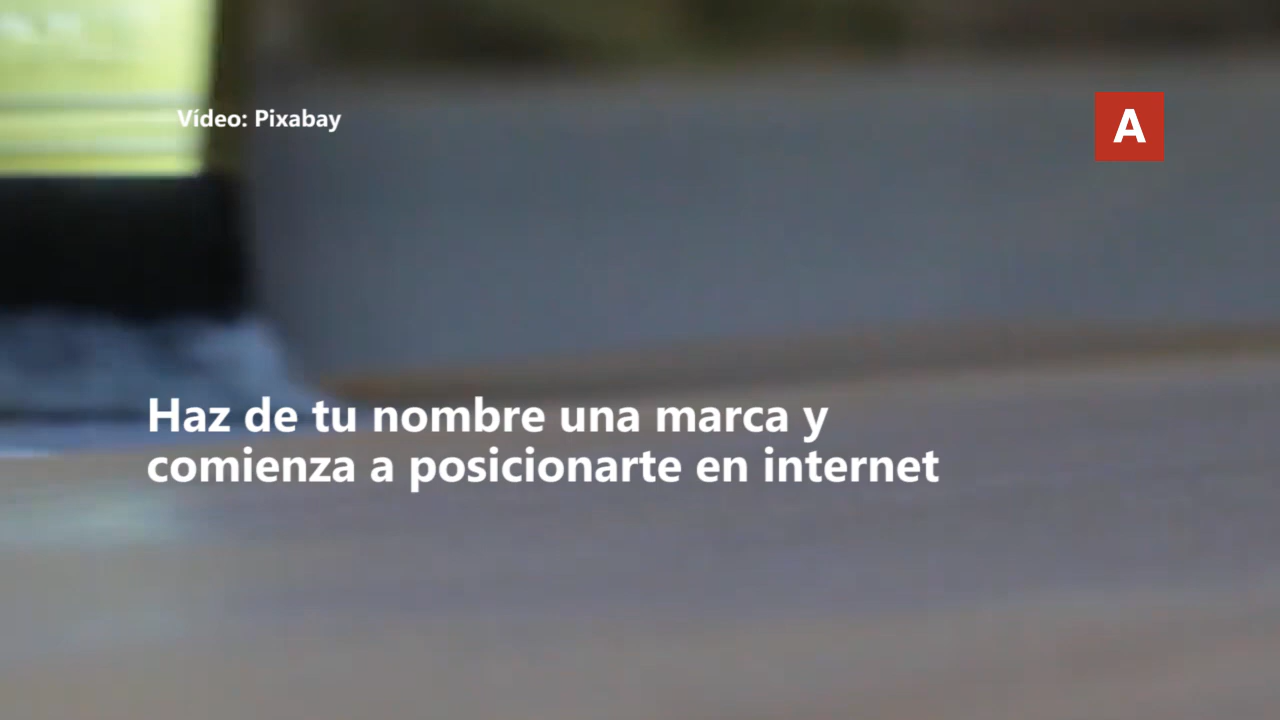 Vídeo: Pixabay
A
Haz de tu nombre una marca y
comienza a posicionarte en internet